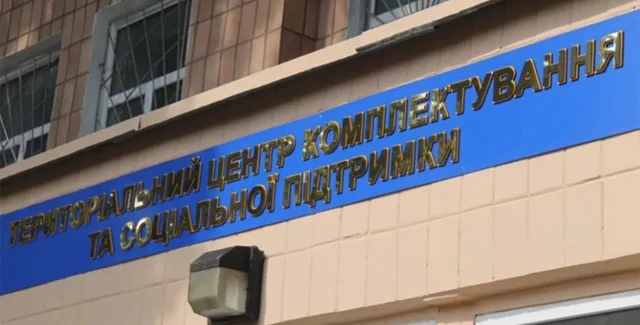 ТЕРИТОРІАЛЬНИЙ ЦЕНТР КОМПЛЕКТУВАННЯ
ТА СОЦІАЛЬНОЇ ПІДТРИМКИ